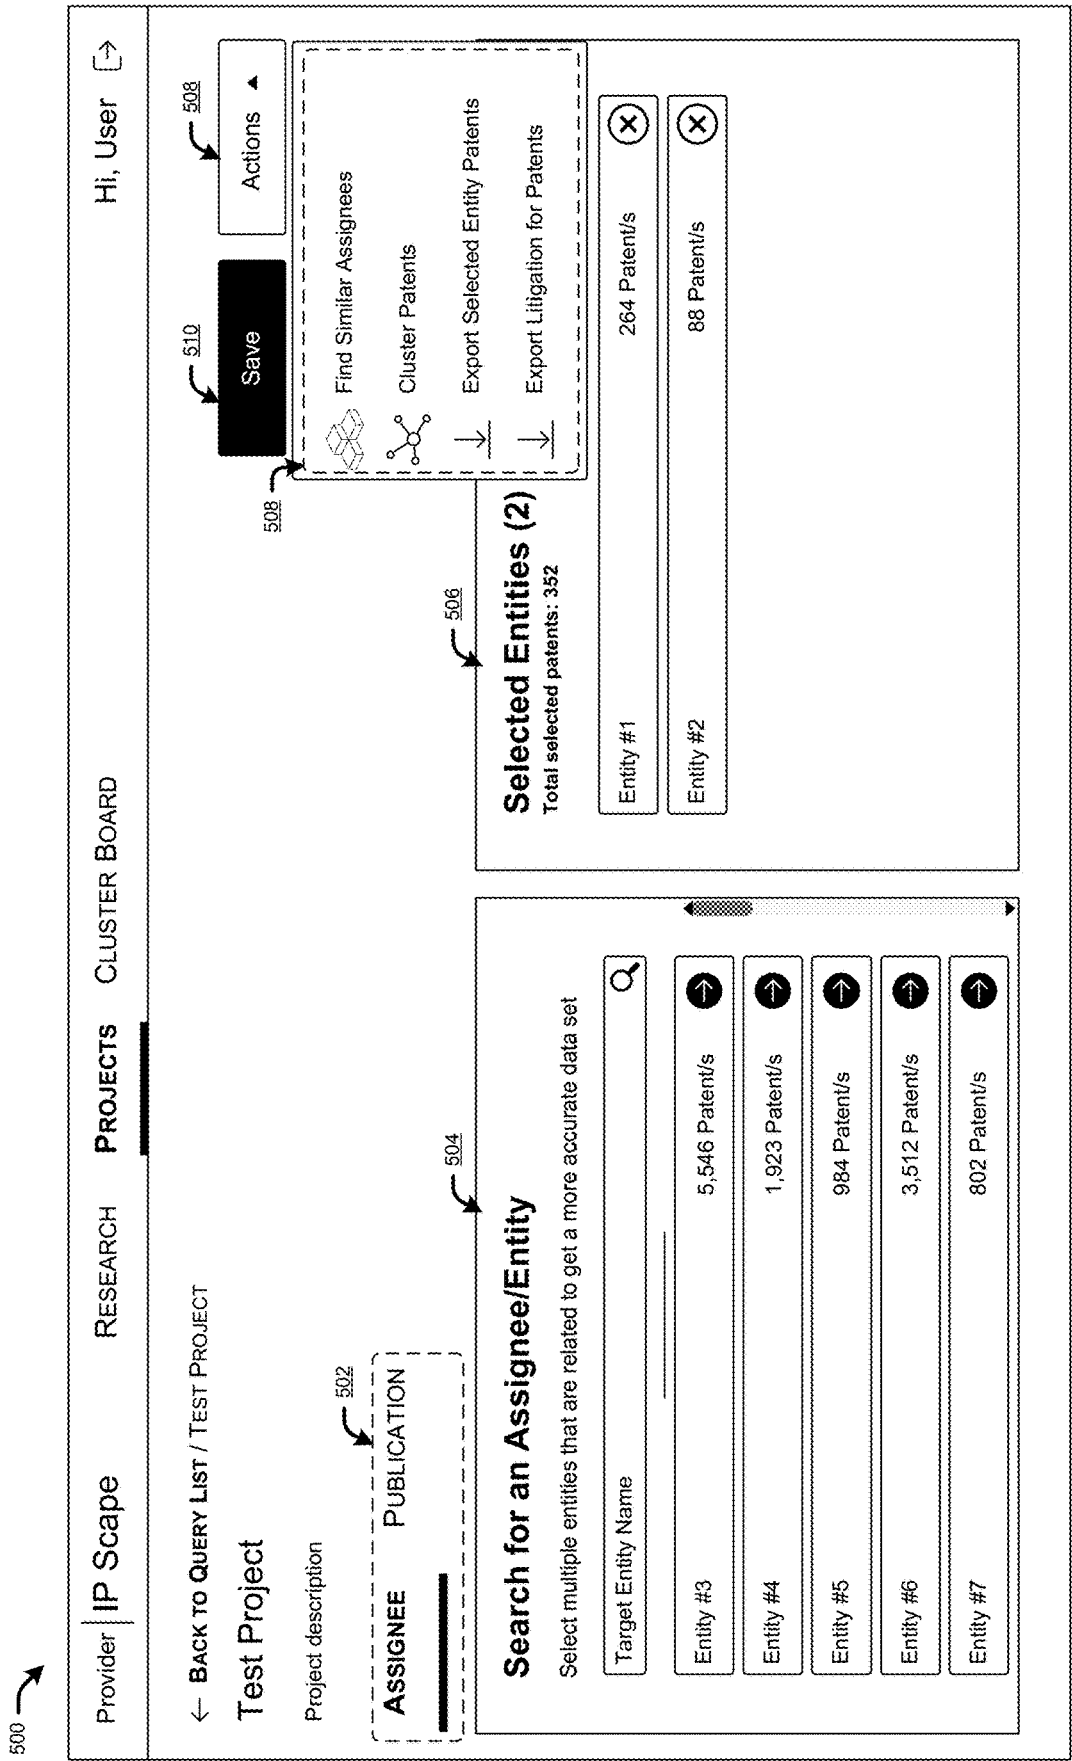 500
Provider | IP Scape
RESEARCH
PROJECTS
CLUSTER BOARD
Hi, User
← BACK TO QUERY LIST / TEST PROJECT
Test Project
Project description
510
Save
508
Actions
502
ASSIGNEE
PUBLICATION
508
Find Similar Assignees
Cluster Patents
Export Selected Entity Patents
Export Litigation for Patents
504
Search for an Assignee/Entity
Select multiple entities that are related to get a more accurate data set
Target Entity Name
Entity #3 5,546 Patent/s
Entity #4 1,923 Patent/s
Entity #5 984 Patent/s
Entity #6 3,512 Patent/s
Entity #7 802 Patent/s
506
Selected Entities (2)
Total selected patents: 352
Entity #1 264 Patent/s
Entity #2 88 Patent/s